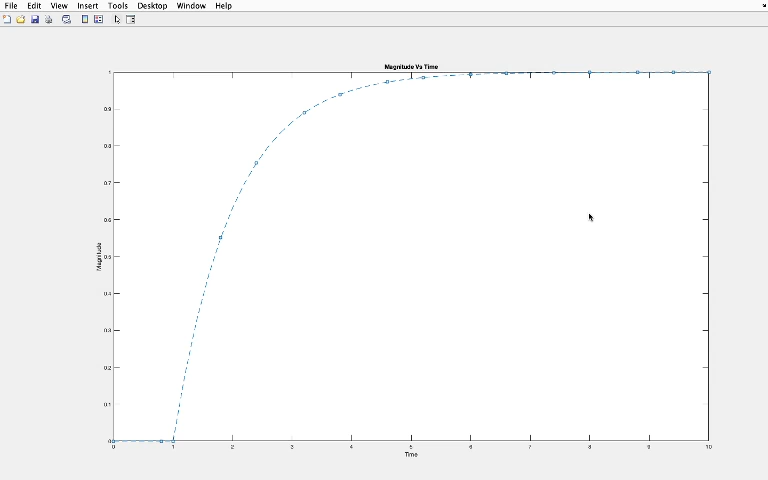 File Edit View Insert Tools Desktop Window Help
Magnitude Vs Time
1
0.9
0.8
0.7
0.6
0.5
0.4
0.3
0.2
0.1
0
Magnitude
0 1 2 3 4 5 6 7 8 9 10
Time